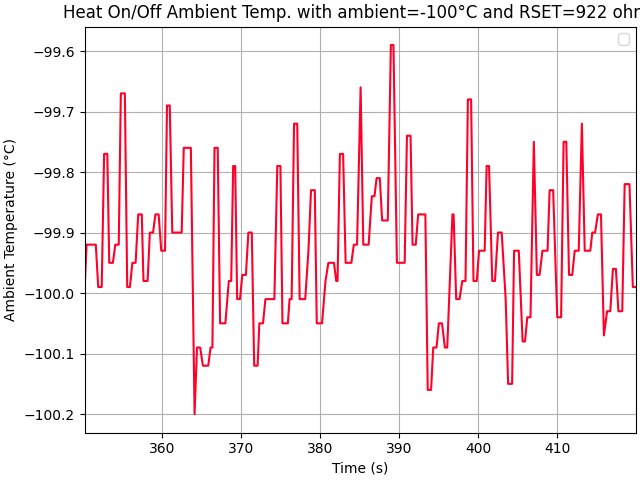 Heat On/Off Ambient Temp. with ambient=-100°C and RSET=922 ohm
−99.6
−99.7
−99.8
−99.9
−100.0
−100.1
−100.2
Ambient Temperature (°C)
360 370 380 390 400 410
Time (s)